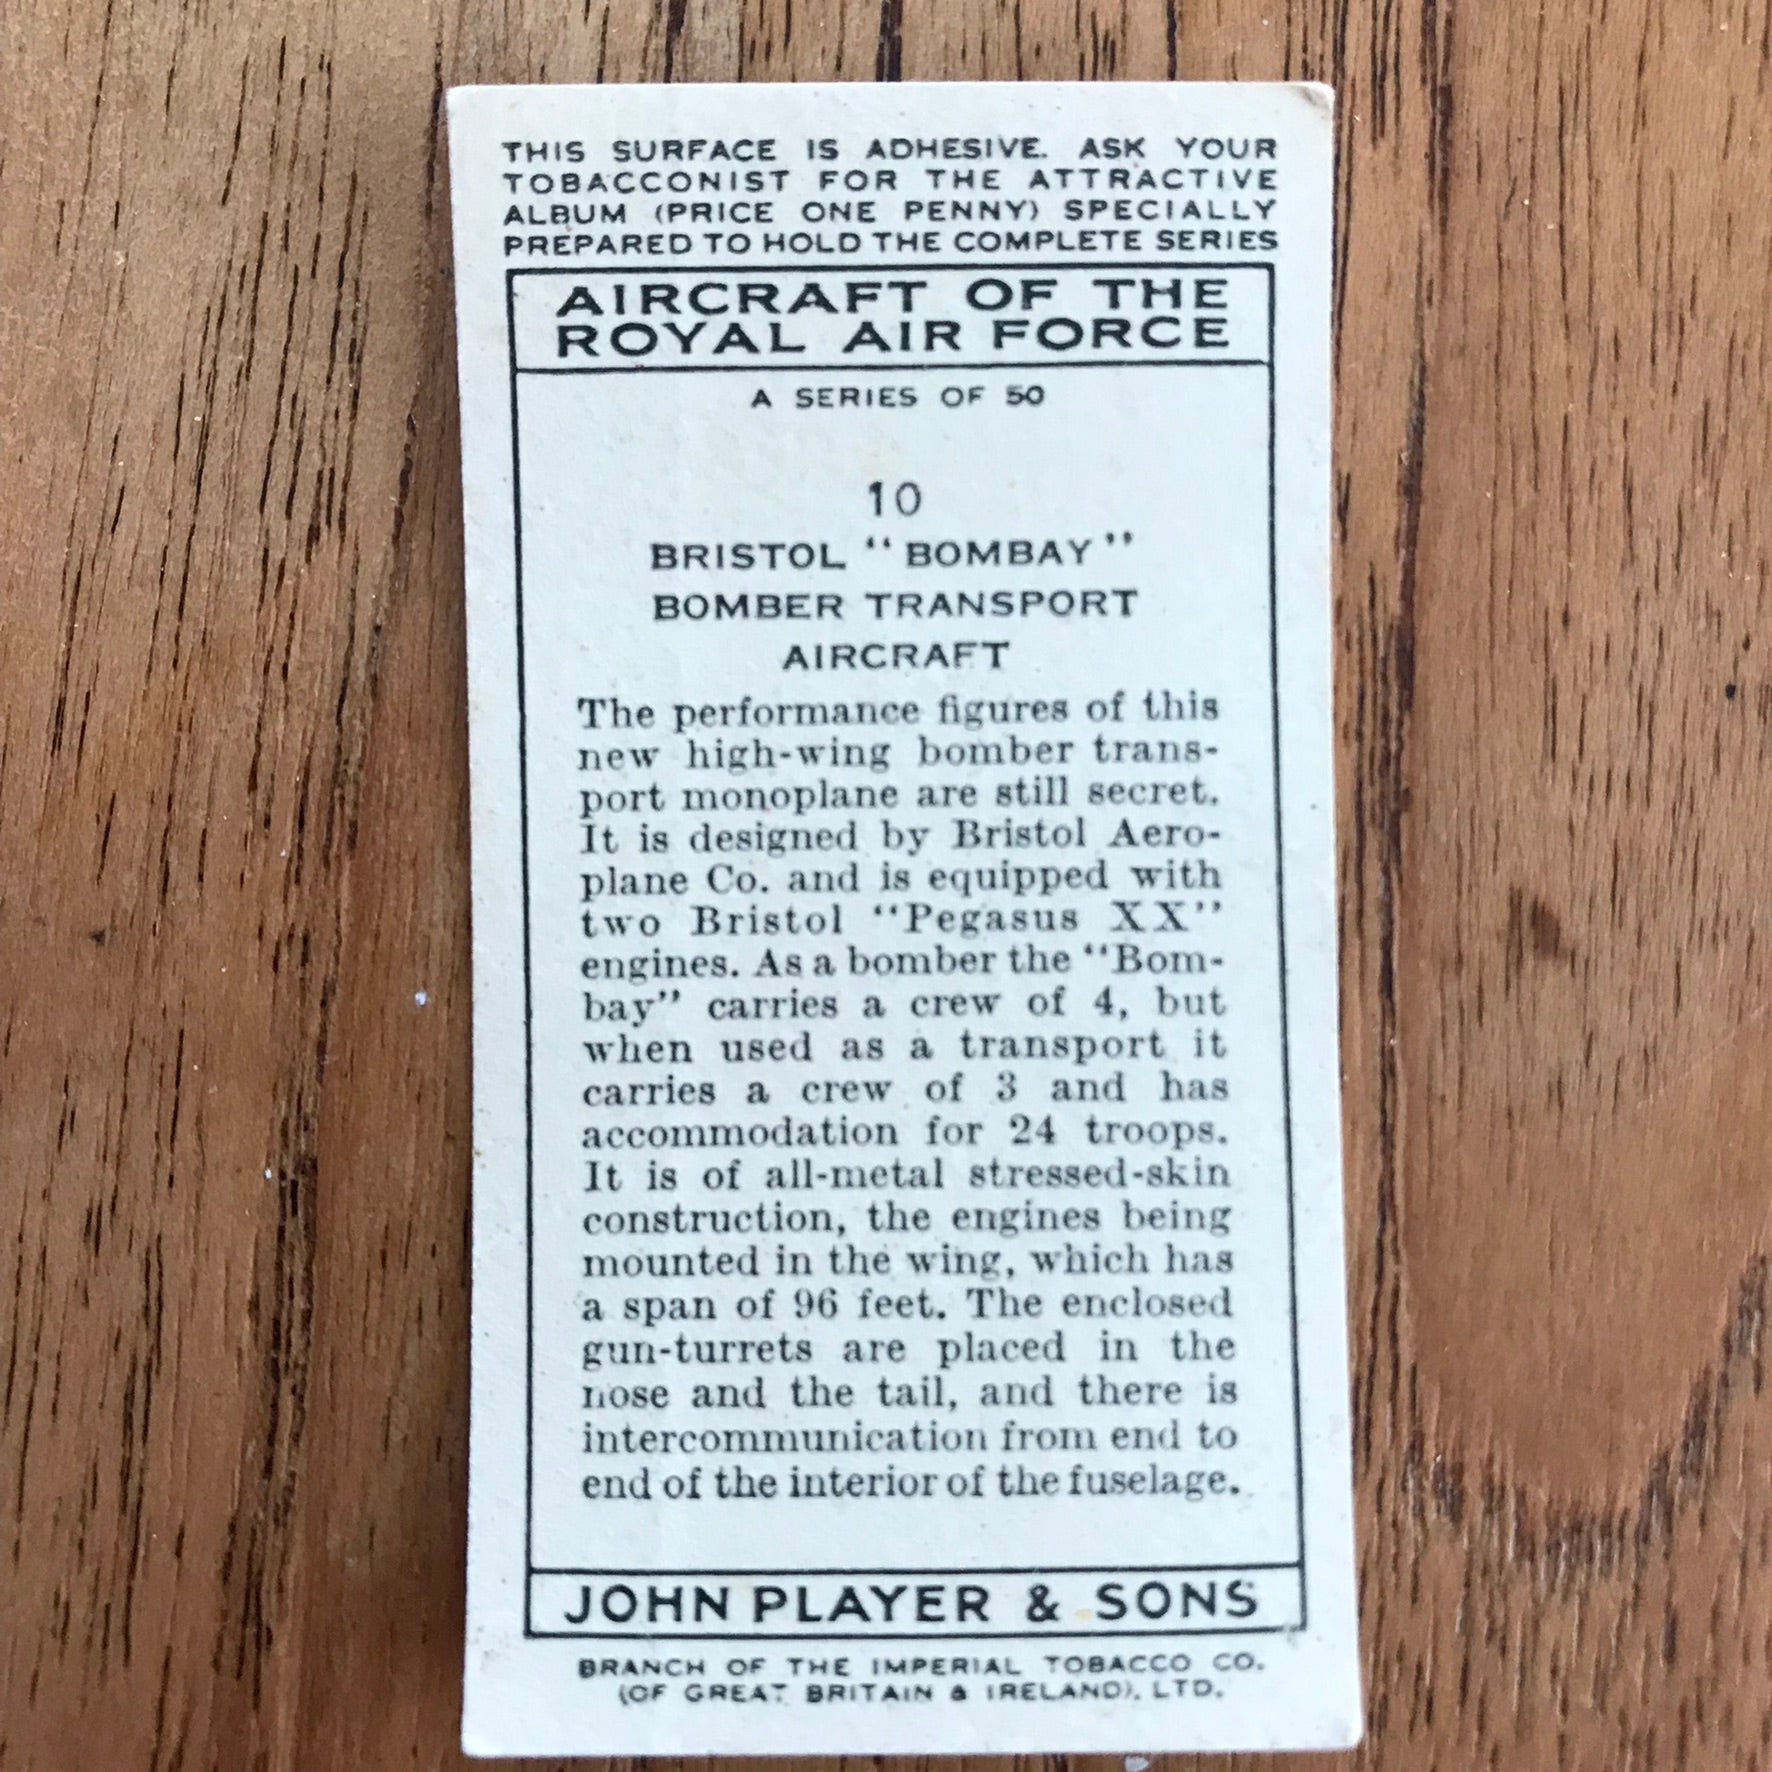 THIS SURFACE IS ADHESIVE. ASK YOUR
TOBACCONIST FOR THE ATTRACTIVE
ALBUM (PRICE ONE PENNY) SPECIALLY
PREPARED TO HOLD THE COMPLETE SERIES
AIRCRAFT OF THE
ROYAL AIR FORCE
A SERIES OF 50
10
BRISTOL "BOMBAY"
BOMBER TRANSPORT
AIRCRAFT
The performance figures of this
new high-wing bomber trans-
port monoplane are still secret.
It is designed by Bristol Aero-
plane Co. and is equipped with
two Bristol "Pegasus XX"
engines. As a bomber the "Bom-
bay" carries a crew of 4, but
when used as a transport it
carries a crew of 3 and has
accommodation for 24 troops.
It is of all-metal stressed-skin
construction, the engines being
mounted in the wing, which has
a span of 96 feet. The enclosed
gun-turrets are placed in the
nose and the tail, and there is
intercommunication from end to
end of the interior of the fuselage.
JOHN PLAYER & SONS
BRANCH OF THE IMPERIAL TOBACCO CO.
(OF GREAT BRITAIN & IRELAND), LTD.